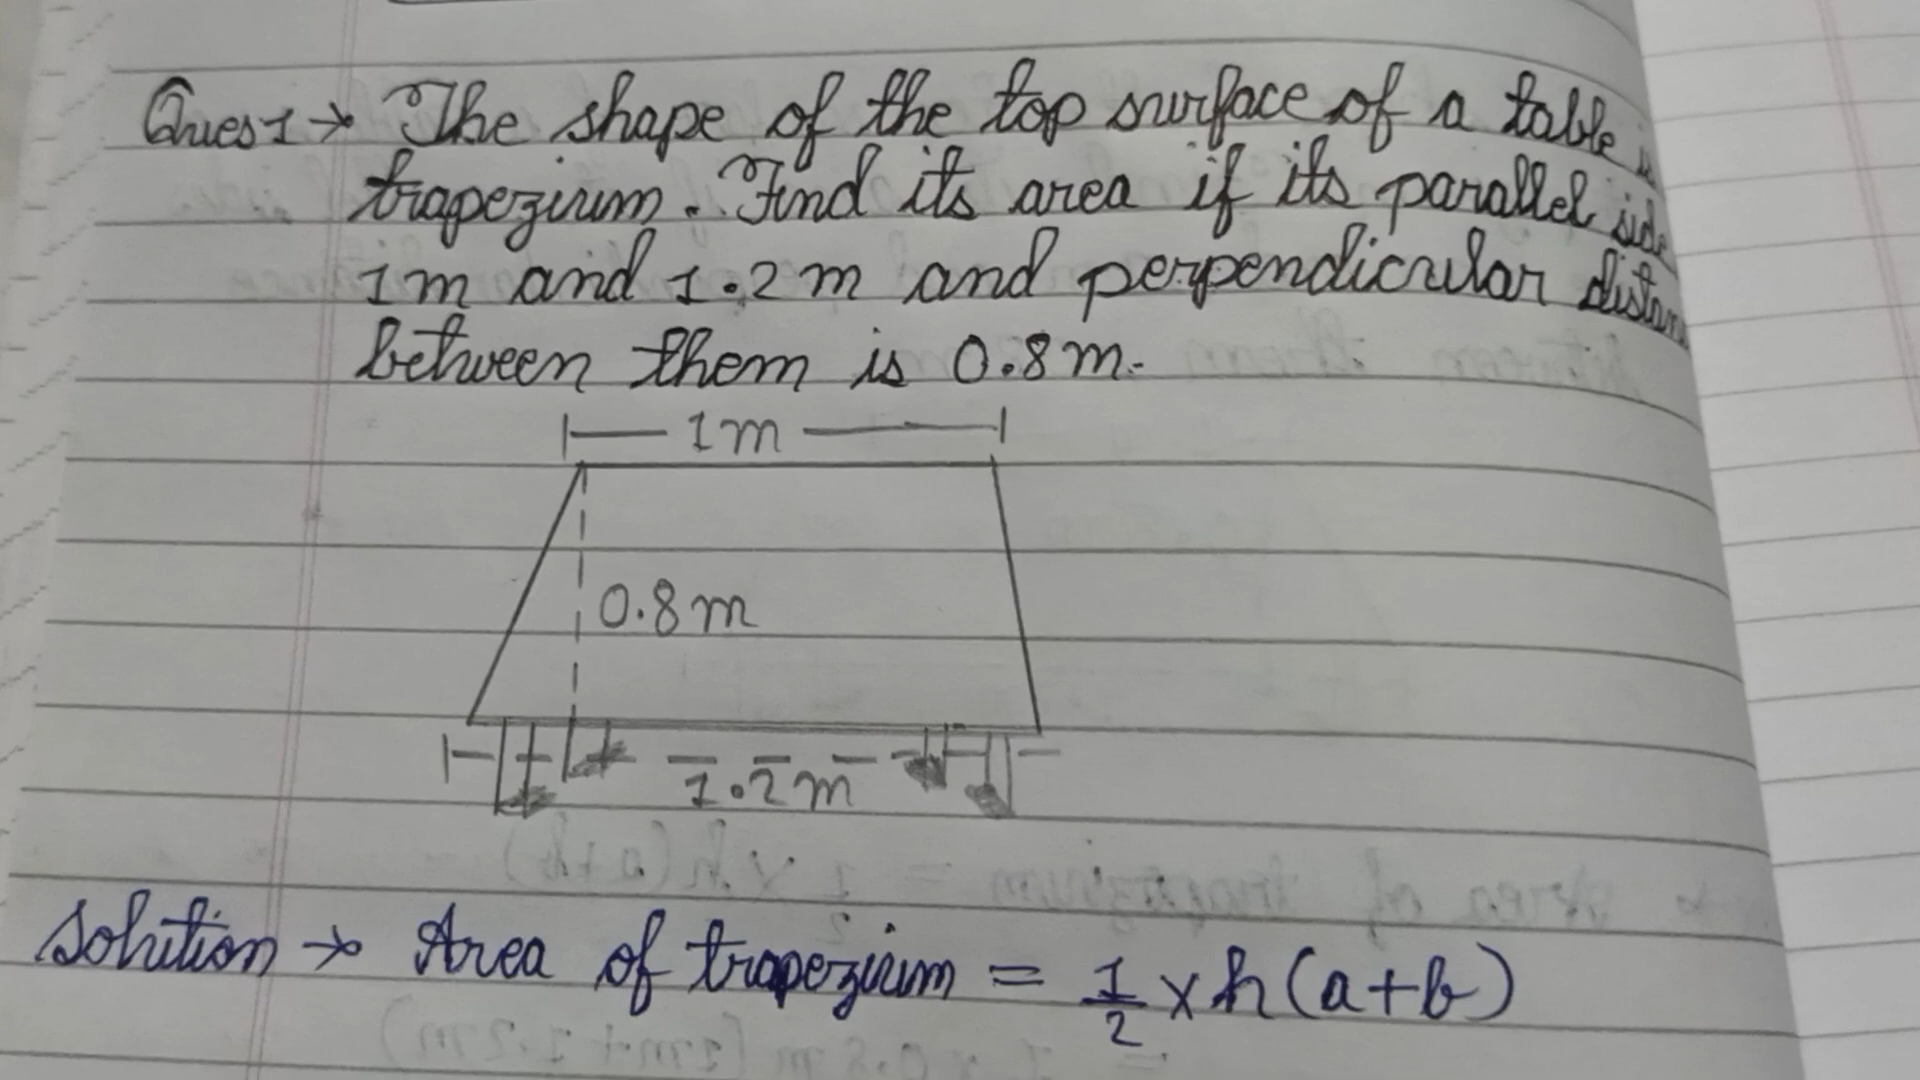 Ques1→ The shape of the top surface of a table is
trapezium. Find its area if its parallel side
1m and 1.2m and perpendicular
between them is 0.8m.
1m
0.8m
1.2m
Solution → Area of trapezium = 1/2 × h(a+b)